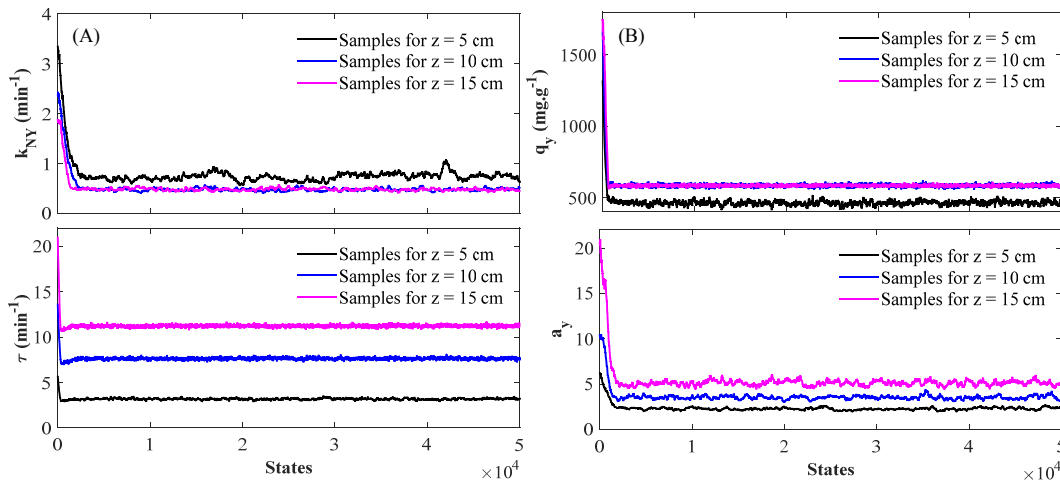 (A)
4
3
2
1
0
k_NY (min⁻¹)
Samples for z = 5 cm
Samples for z = 10 cm
Samples for z = 15 cm
20
15
10
5
0
τ (min⁻¹)
Samples for z = 5 cm
Samples for z = 10 cm
Samples for z = 15 cm
0 1 2 3 4 5
States
×10⁴
(B)
1500
1000
500
q_y (mg.g⁻¹)
Samples for z = 5 cm
Samples for z = 10 cm
Samples for z = 15 cm
20
15
10
5
0
a_y
Samples for z = 5 cm
Samples for z = 10 cm
Samples for z = 15 cm
0 1 2 3 4 5
States
×10⁴